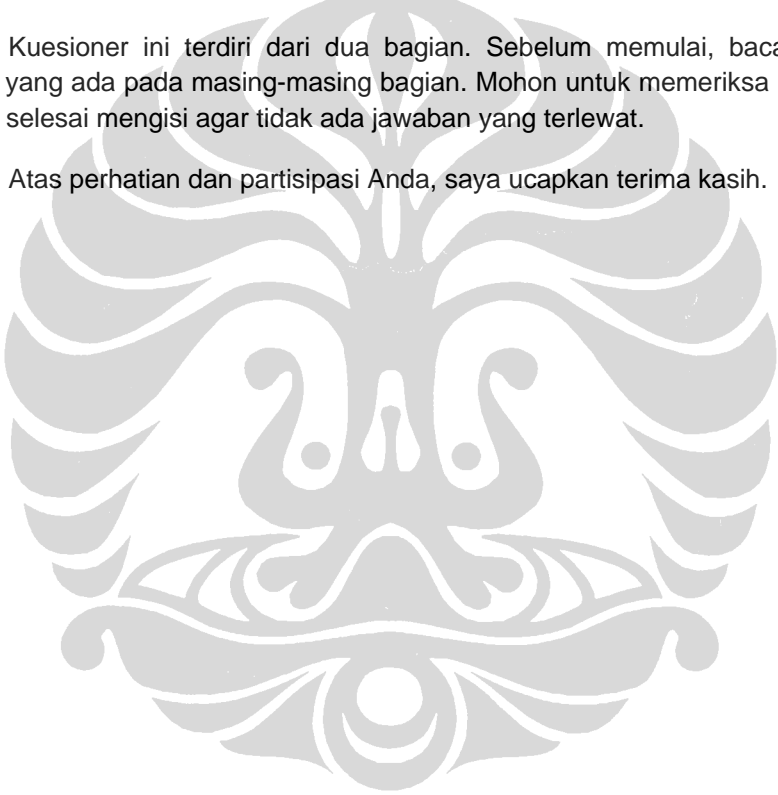 Kuesioner ini terdiri dari dua bagian. Sebelum memulai, baca
yang ada pada masing-masing bagian. Mohon untuk memeriksa
selesai mengisi agar tidak ada jawaban yang terlewat.
Atas perhatian dan partisipasi Anda, saya ucapkan terima kasih.